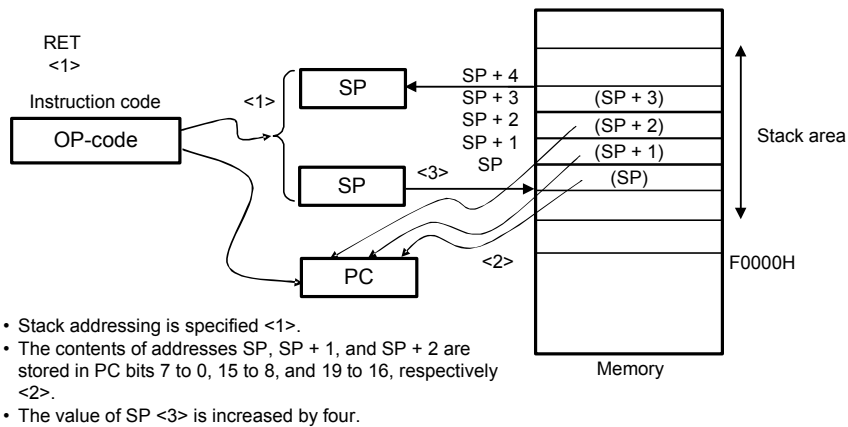 RET
<1>
Instruction code
OP-code
<1>
SP
SP
<3>
SP + 4
SP + 3
SP + 2
SP + 1
SP
(SP + 3)
(SP + 2)
(SP + 1)
(SP)
Stack area
F0000H
PC
<2>
Memory
• Stack addressing is specified <1>.
• The contents of addresses SP, SP + 1, and SP + 2 are
stored in PC bits 7 to 0, 15 to 8, and 19 to 16, respectively
<2>.
• The value of SP <3> is increased by four.